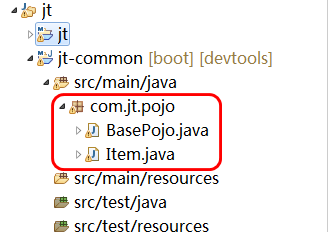 jt
jt
jt-common [boot] [devtools]
src/main/java
com.jt.pojo
BasePojo.java
Item.java
src/main/resources
src/test/java
src/test/resources